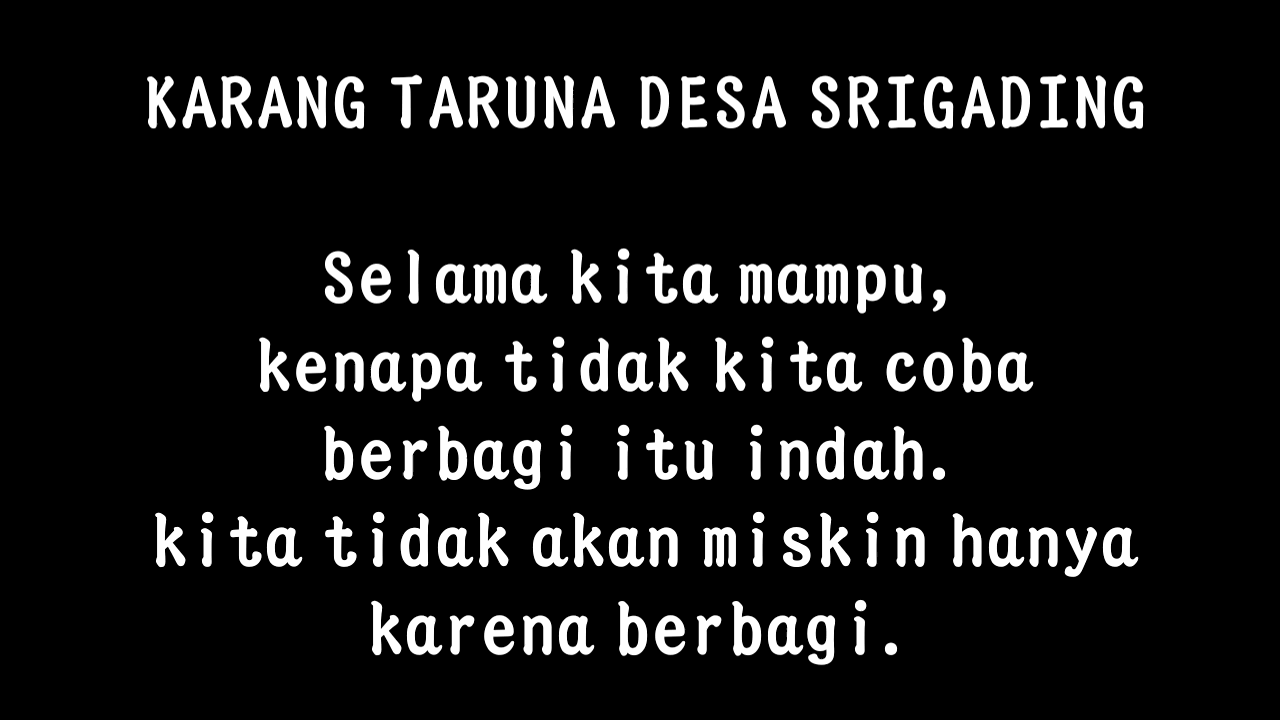 KARANG TARUNA DESA SRIGADING
Selama kita mampu,
kenapa tidak kita coba
berbagi itu indah.
kita tidak akan miskin hanya
karena berbagi.